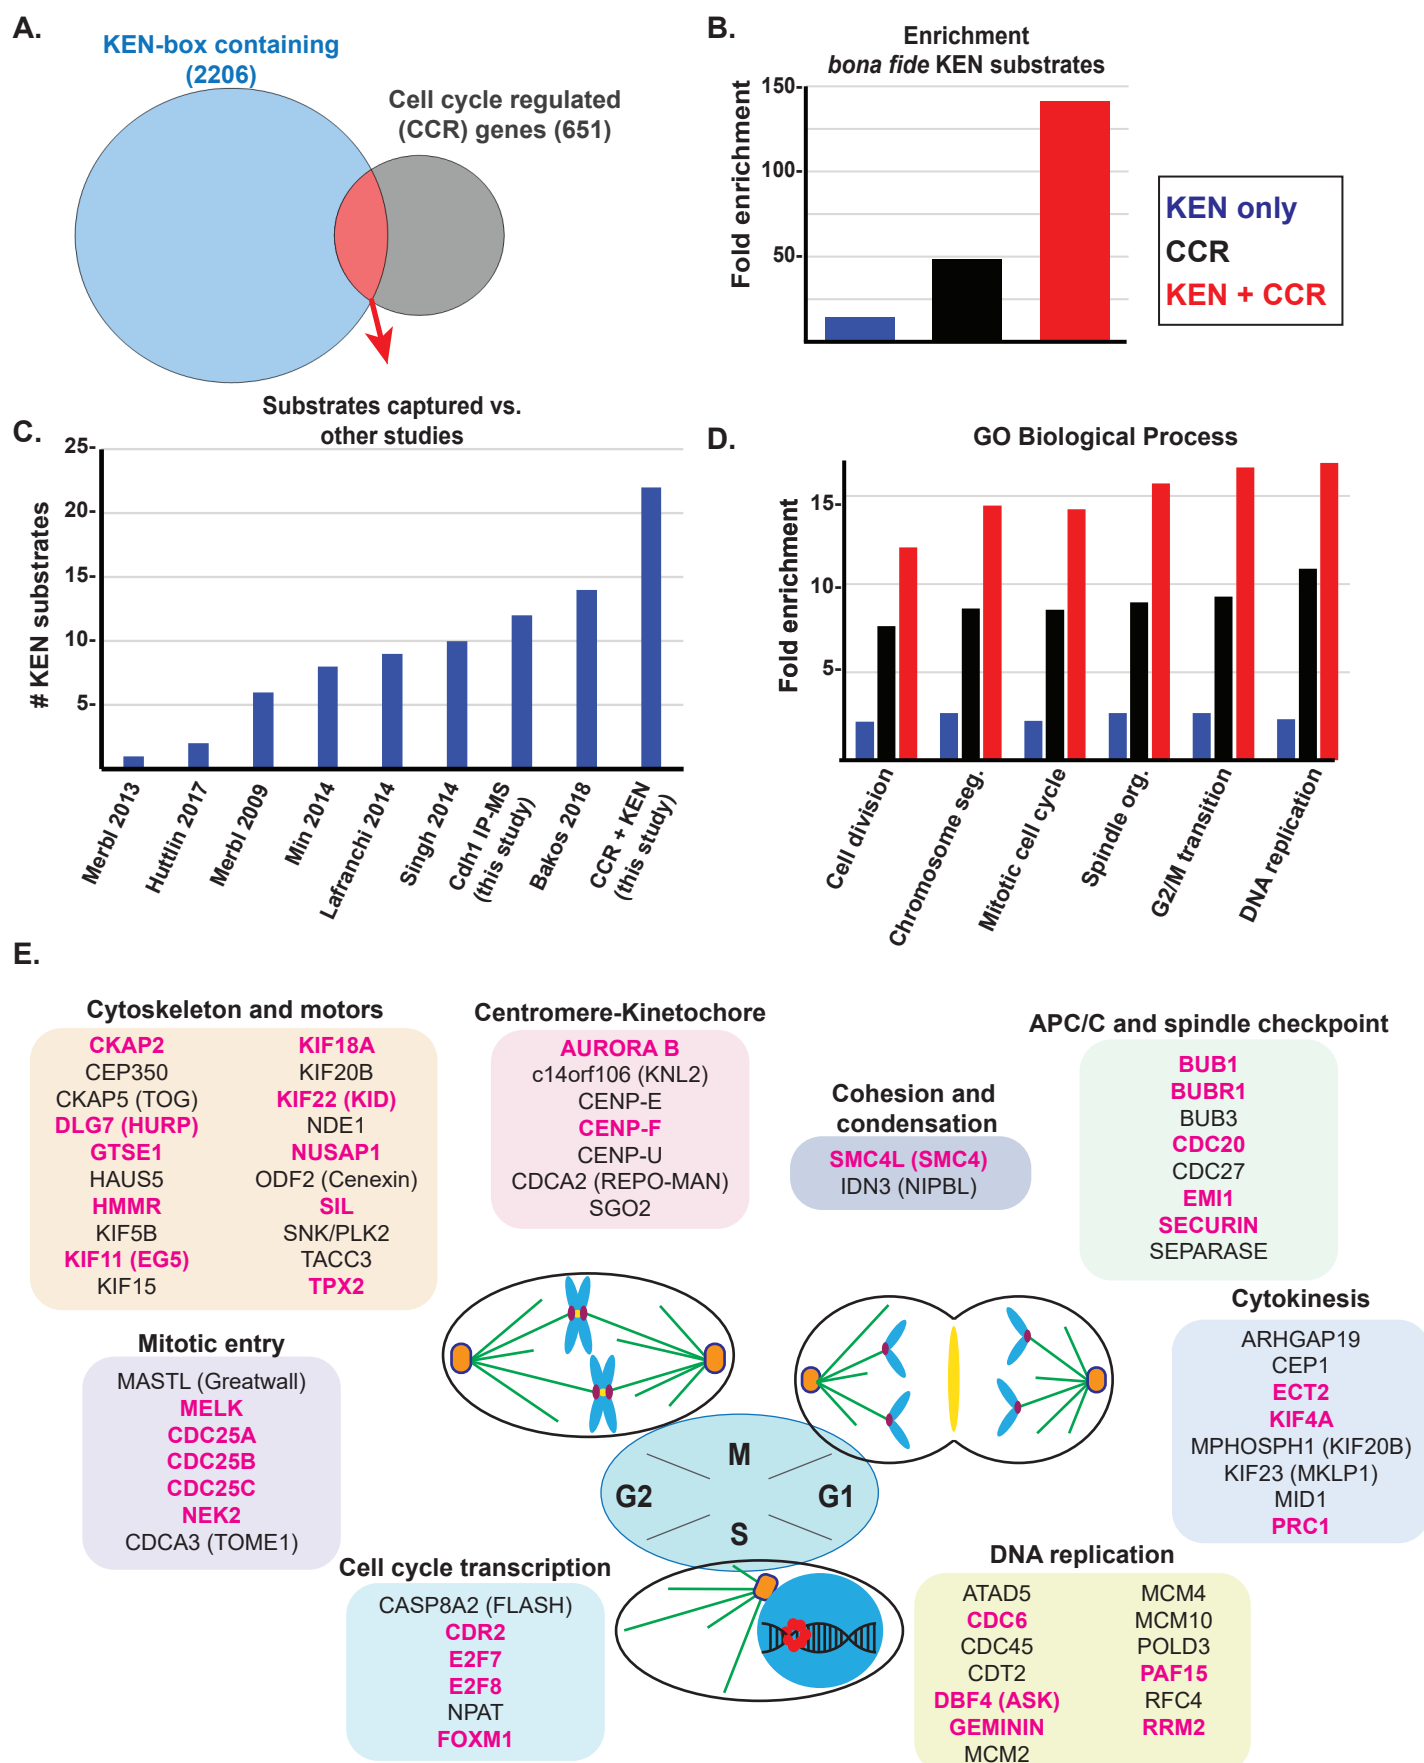 A.
KEN-box containing
(2206)
Cell cycle regulated
(CCR) genes (651)
B.
Enrichment
bona fide KEN substrates
Fold enrichment
150-
100-
50-
KEN only
CCR
KEN + CCR
C.
Substrates captured vs.
other studies
# KEN substrates
25-
20-
15-
10-
5-
Merbl 2013
Huttlin 2017
Merbl 2009
Min 2014
Lafranchi 2014
Singh 2014
Cdh1 IP-MS
(this study)
Bakos 2018
CCR + KEN
(this study)
D.
GO Biological Process
Fold enrichment
15-
10-
5-
Cell division
Chromosome seg.
Mitotic cell cycle
Spindle org.
G2/M transition
DNA replication
E.
Cytoskeleton and motors
CKAP2
CEP350
CKAP5 (TOG)
DLG7 (HURP)
GTSE1
HAUS5
HMMR
KIF5B
KIF11 (EG5)
KIF15
KIF18A
KIF20B
KIF22 (KID)
NDE1
NUSAP1
ODF2 (Cenexin)
SIL
SNK/PLK2
TACC3
TPX2
Centromere-Kinetochore
AURORA B
c14orf106 (KNL2)
CENP-E
CENP-F
CENP-U
CDCA2 (REPO-MAN)
SGO2
Cohesion and
condensation
SMC4L (SMC4)
IDN3 (NIPBL)
APC/C and spindle checkpoint
BUB1
BUBR1
BUB3
CDC20
CDC27
EMI1
SECURIN
SEPARASE
Mitotic entry
MASTL (Greatwall)
MELK
CDC25A
CDC25B
CDC25C
NEK2
CDCA3 (TOME1)
M
G2
G1
S
Cytokinesis
ARHGAP19
CEP1
ECT2
KIF4A
MPHOSPH1 (KIF20B)
KIF23 (MKLP1)
MID1
PRC1
Cell cycle transcription
CASP8A2 (FLASH)
CDR2
E2F7
E2F8
NPAT
FOXM1
DNA replication
ATAD5
CDC6
CDC45
CDT2
DBF4 (ASK)
GEMININ
MCM2
MCM4
MCM10
POLD3
PAF15
RFC4
RRM2